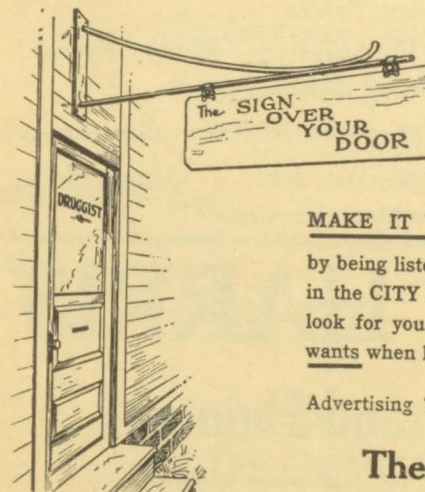 The SIGN
OVER
YOUR
DOOR
DRUGGIST
MAKE IT
by being liste
in the CITY
look for you
wants when
Advertising
The